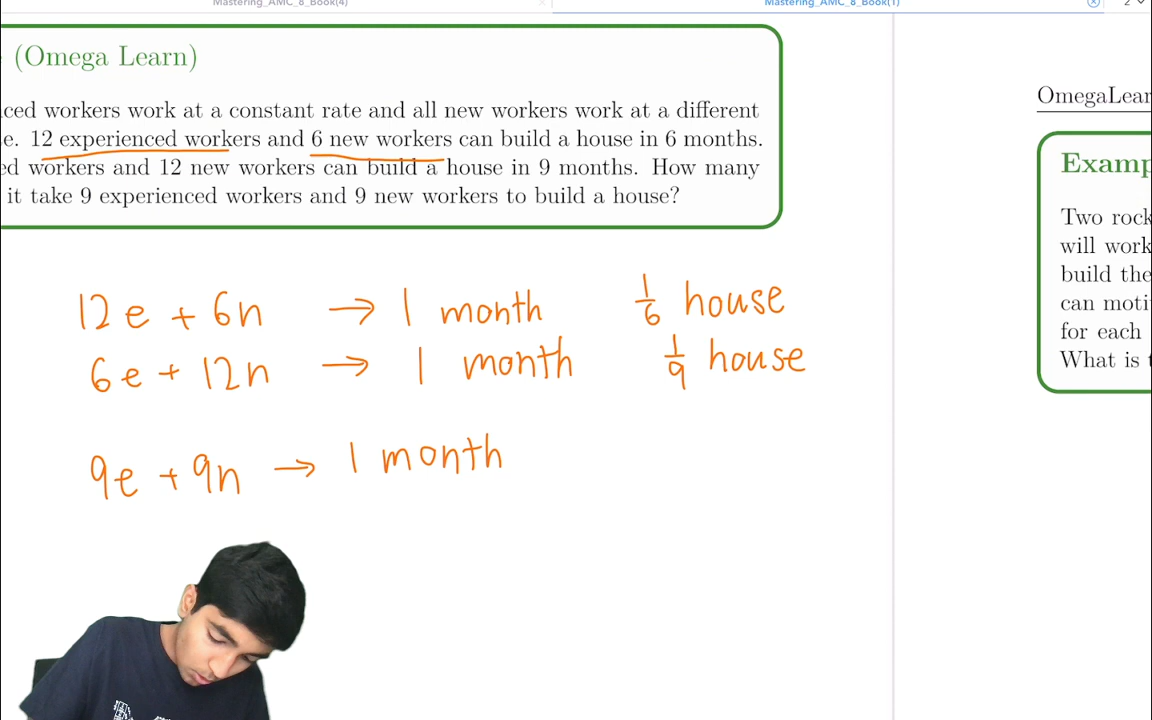 Mastering_AMC_8_Book(4)
Mastering_AMC_8_Book(1)
2
(Omega Learn)
ced workers work at a constant rate and all new workers work at a different
e. 12 experienced workers and 6 new workers can build a house in 6 months.
ed workers and 12 new workers can build a house in 9 months. How many
it take 9 experienced workers and 9 new workers to build a house?
12e + 6n → 1 month 1/6 house
6e + 12n → 1 month 1/9 house
9e + 9n → 1 month
OmegaLear
Examp
Two rock
will work
build the
can moti
for each
What is t